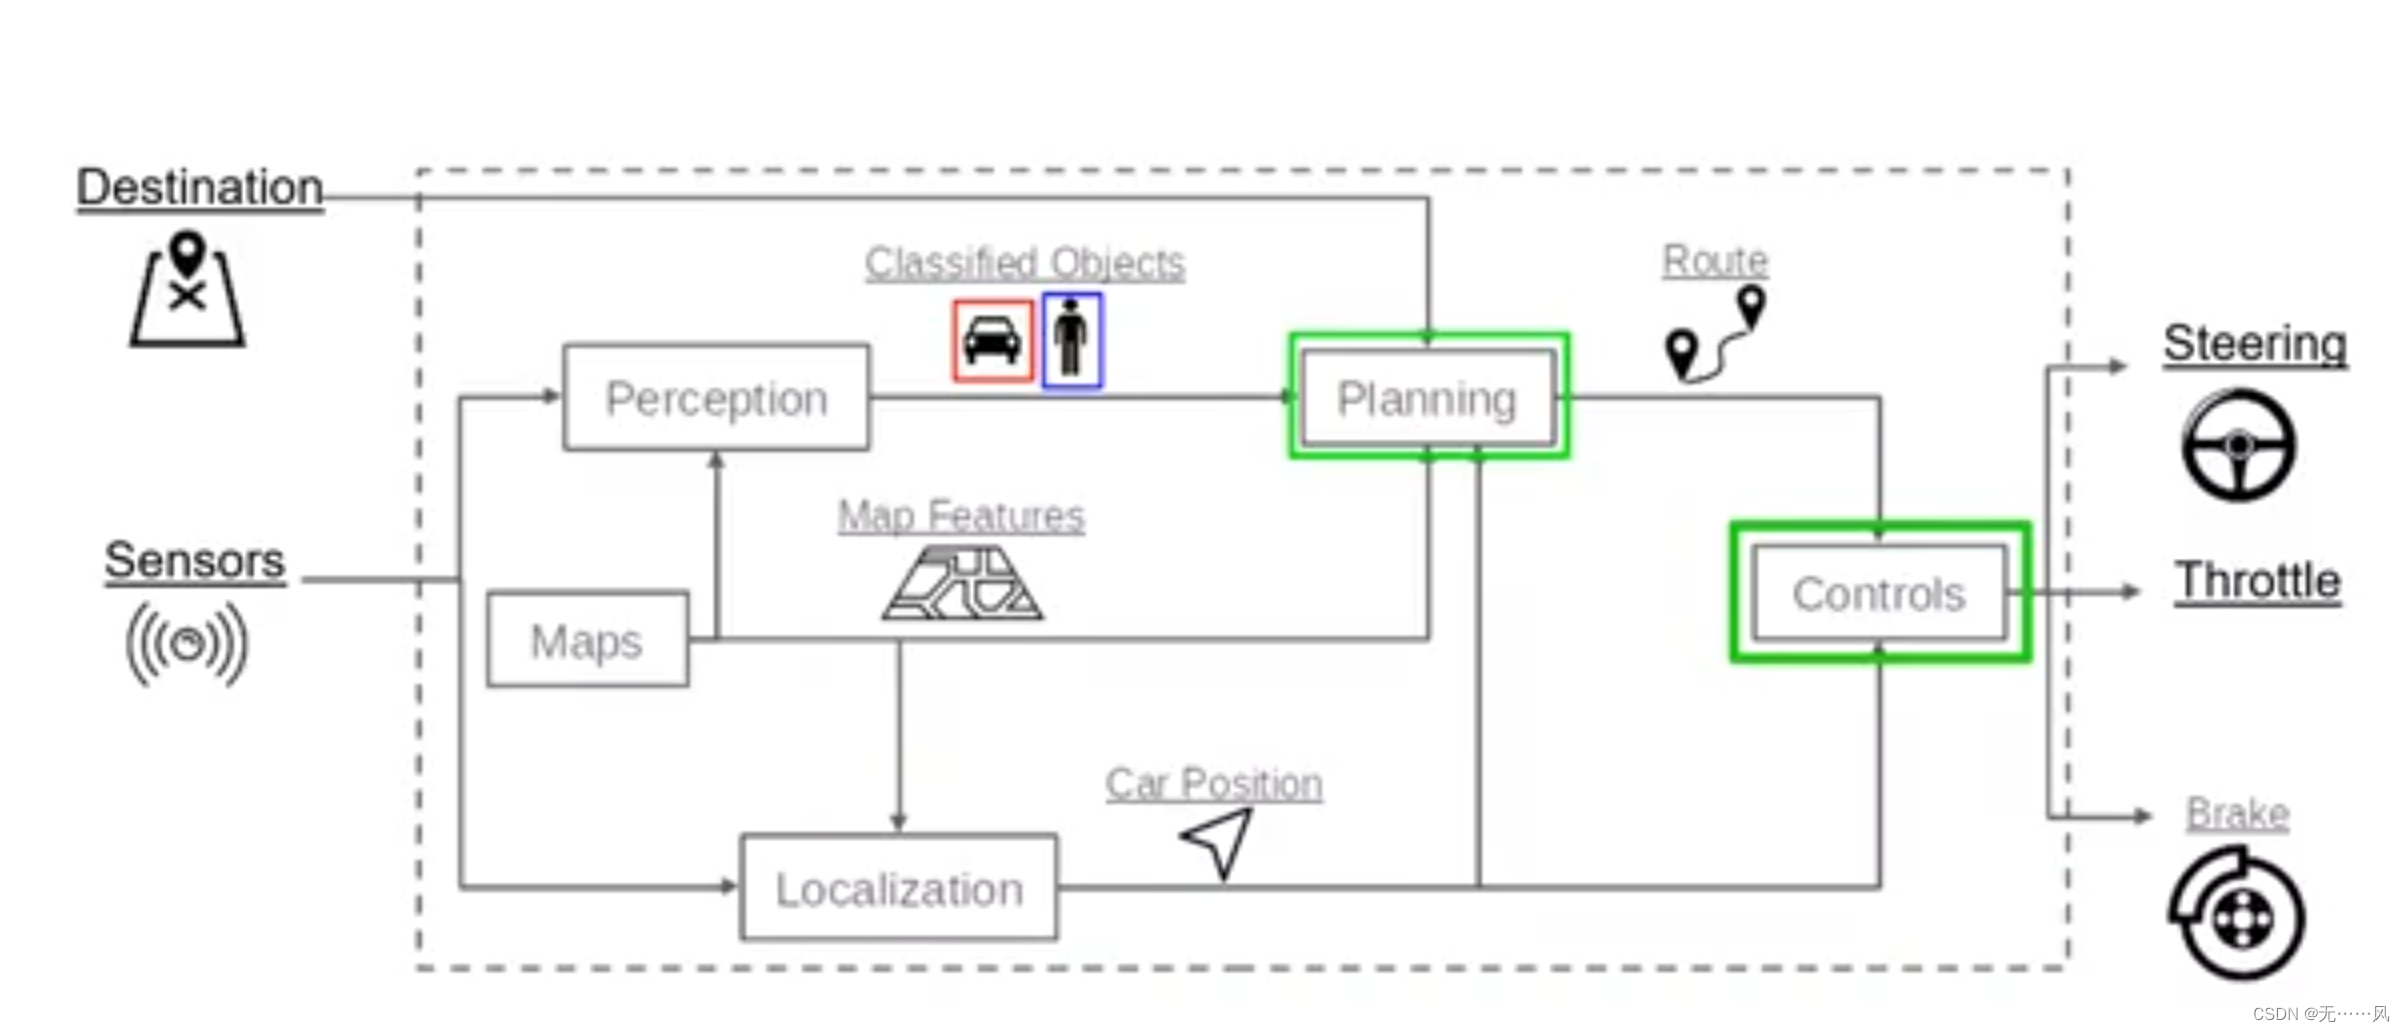 Destination
Classified Objects
Route
Steering
Perception
Planning
Map Features
Sensors
Throttle
Controls
Maps
Car Position
Brake
Localization
CSDN @无……风